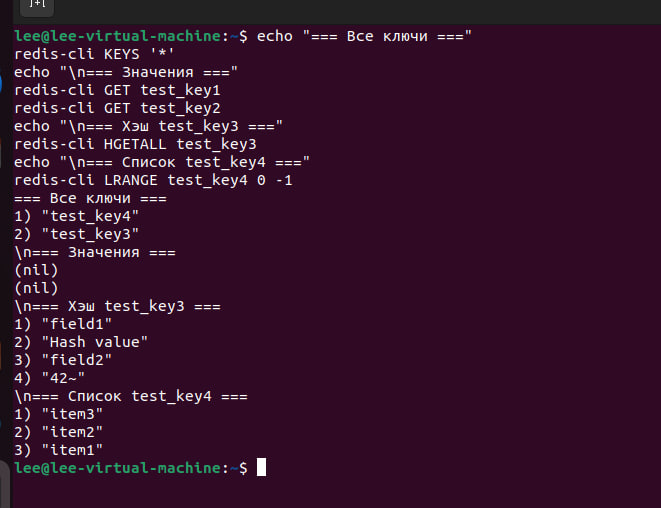 lee@lee-virtual-machine:~$ echo "=== Все ключи ==="
redis-cli KEYS '*'
echo "\n=== Значения ==="
redis-cli GET test_key1
redis-cli GET test_key2
echo "\n=== Хэш test_key3 ==="
redis-cli HGETALL test_key3
echo "\n=== Список test_key4 ==="
redis-cli LRANGE test_key4 0 -1
=== Все ключи ===
1) "test_key4"
2) "test_key3"
\n=== Значения ===
(nil)
(nil)
\n=== Хэш test_key3 ===
1) "field1"
2) "Hash value"
3) "field2"
4) "42~"
\n=== Список test_key4 ===
1) "item3"
2) "item2"
3) "item1"
lee@lee-virtual-machine:~$